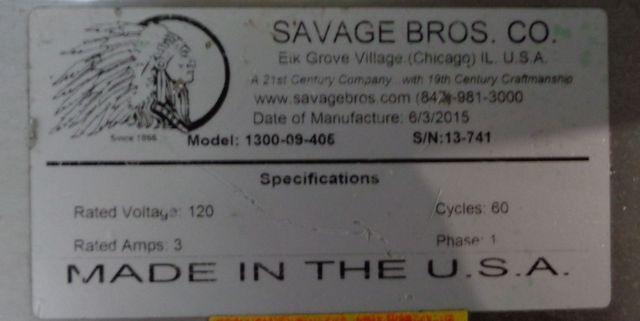 SAVAGE BROS. CO.
Elk Grove Village (Chicago) IL. U.S.A.
A 21st Century Company...with 19th Century Craftmanship
www.savagebros.com (847)-981-3000
Date of Manufacture: 6/3/2015
Since 1855
Model: 1300-09-406 S/N:13-741
Specifications
Rated Voltage: 120 Cycles: 60
Rated Amps: 3 Phase: 1
MADE IN THE U.S.A.